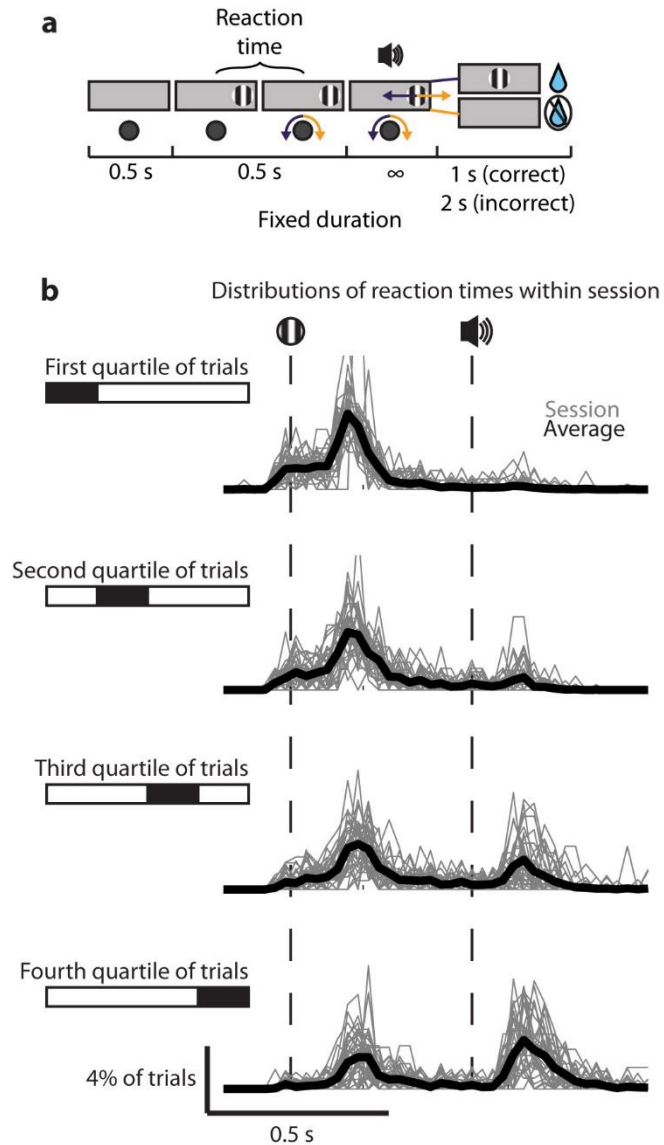 a
Reaction
time
0.5 s 0.5 s ∞ 1 s (correct)
2 s (incorrect)
Fixed duration
b Distributions of reaction times within session
First quartile of trials
Session
Average
Second quartile of trials
Third quartile of trials
Fourth quartile of trials
4% of trials
0.5 s